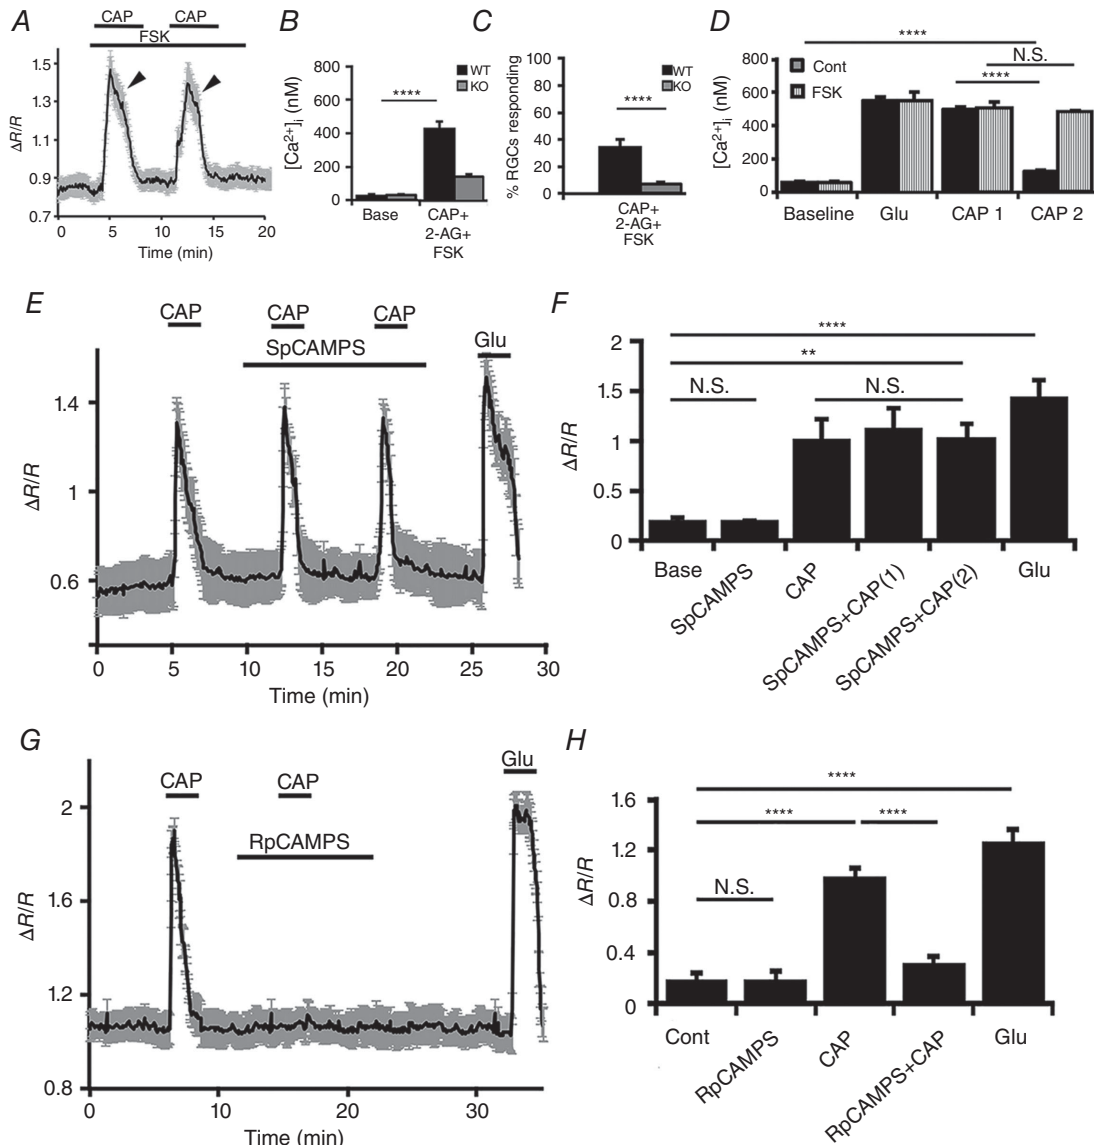 A
CAP CAP
FSK
ΔR/R
1.5
1.3
1.1
0.9
0.7
0 5 10 15 20
Time (min)
B
[Ca²⁺]ᵢ (nM)
800
600
400
200
0
****
WT
KO
Base
CAP+
2-AG+
FSK
C
% RGCs responding
100
80
60
40
20
0
****
WT
KO
CAP+
2-AG+
FSK
D
[Ca²⁺]ᵢ (nM)
800
600
400
200
0
****
N.S.
****
Cont
FSK
Baseline Glu CAP 1 CAP 2
E
CAP CAP CAP
SpCAMPS
Glu
ΔR/R
1.4
1
0.6
0 5 10 15 20 25 30
Time (min)
F
****
**
N.S. N.S.
ΔR/R
2
1.5
1
0.5
0
Base
SpCAMPS
CAP
SpCAMPS+CAP(1)
SpCAMPS+CAP(2)
Glu
G
CAP CAP
RpCAMPS
Glu
ΔR/R
2
1.6
1.2
0.8
0 10 20 30
Time (min)
H
****
**** ****
N.S.
ΔR/R
1.6
1.2
0.8
0.4
0
Cont
RpCAMPS
CAP
RpCAMPS+CAP
Glu